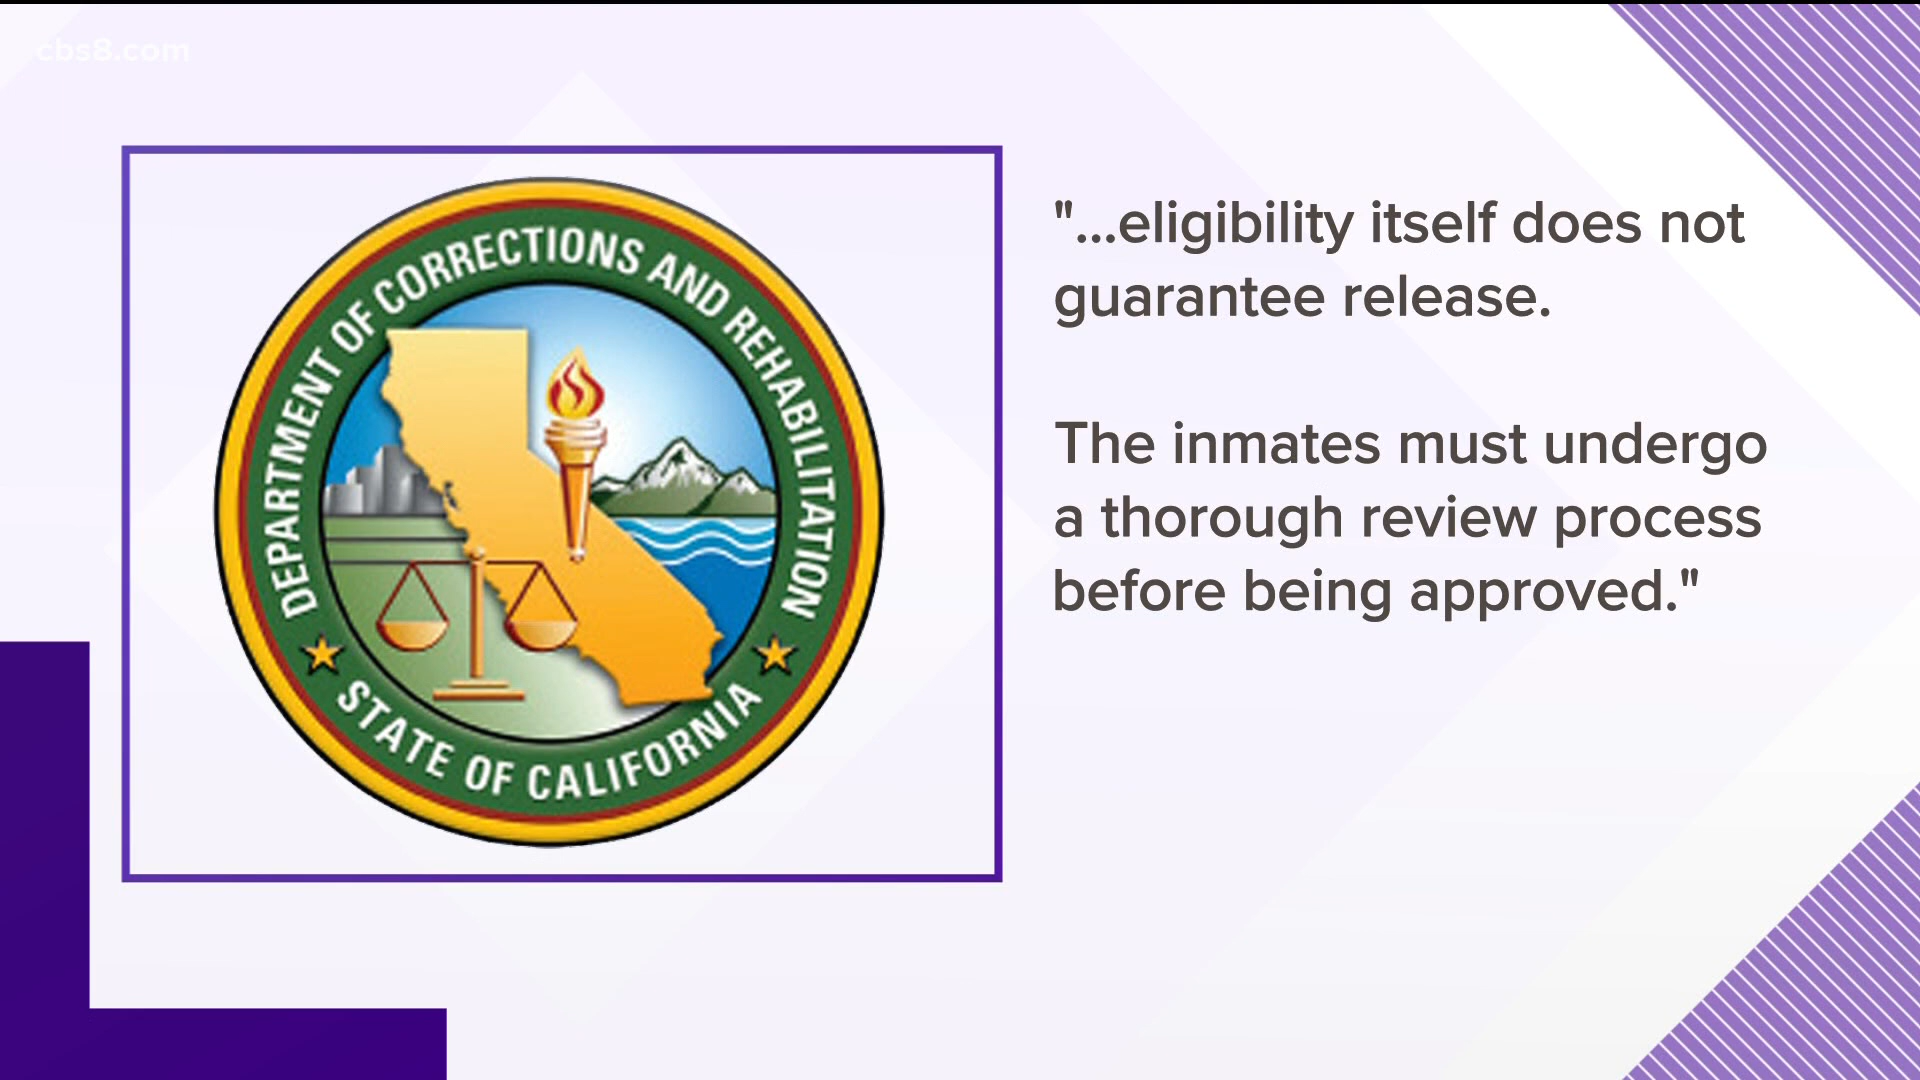 cbs8.com
DEPARTMENT OF CORRECTIONS AND REHABILITATION
STATE OF CALIFORNIA
"...eligibility itself does not
guarantee release.
The inmates must undergo
a thorough review process
before being approved."